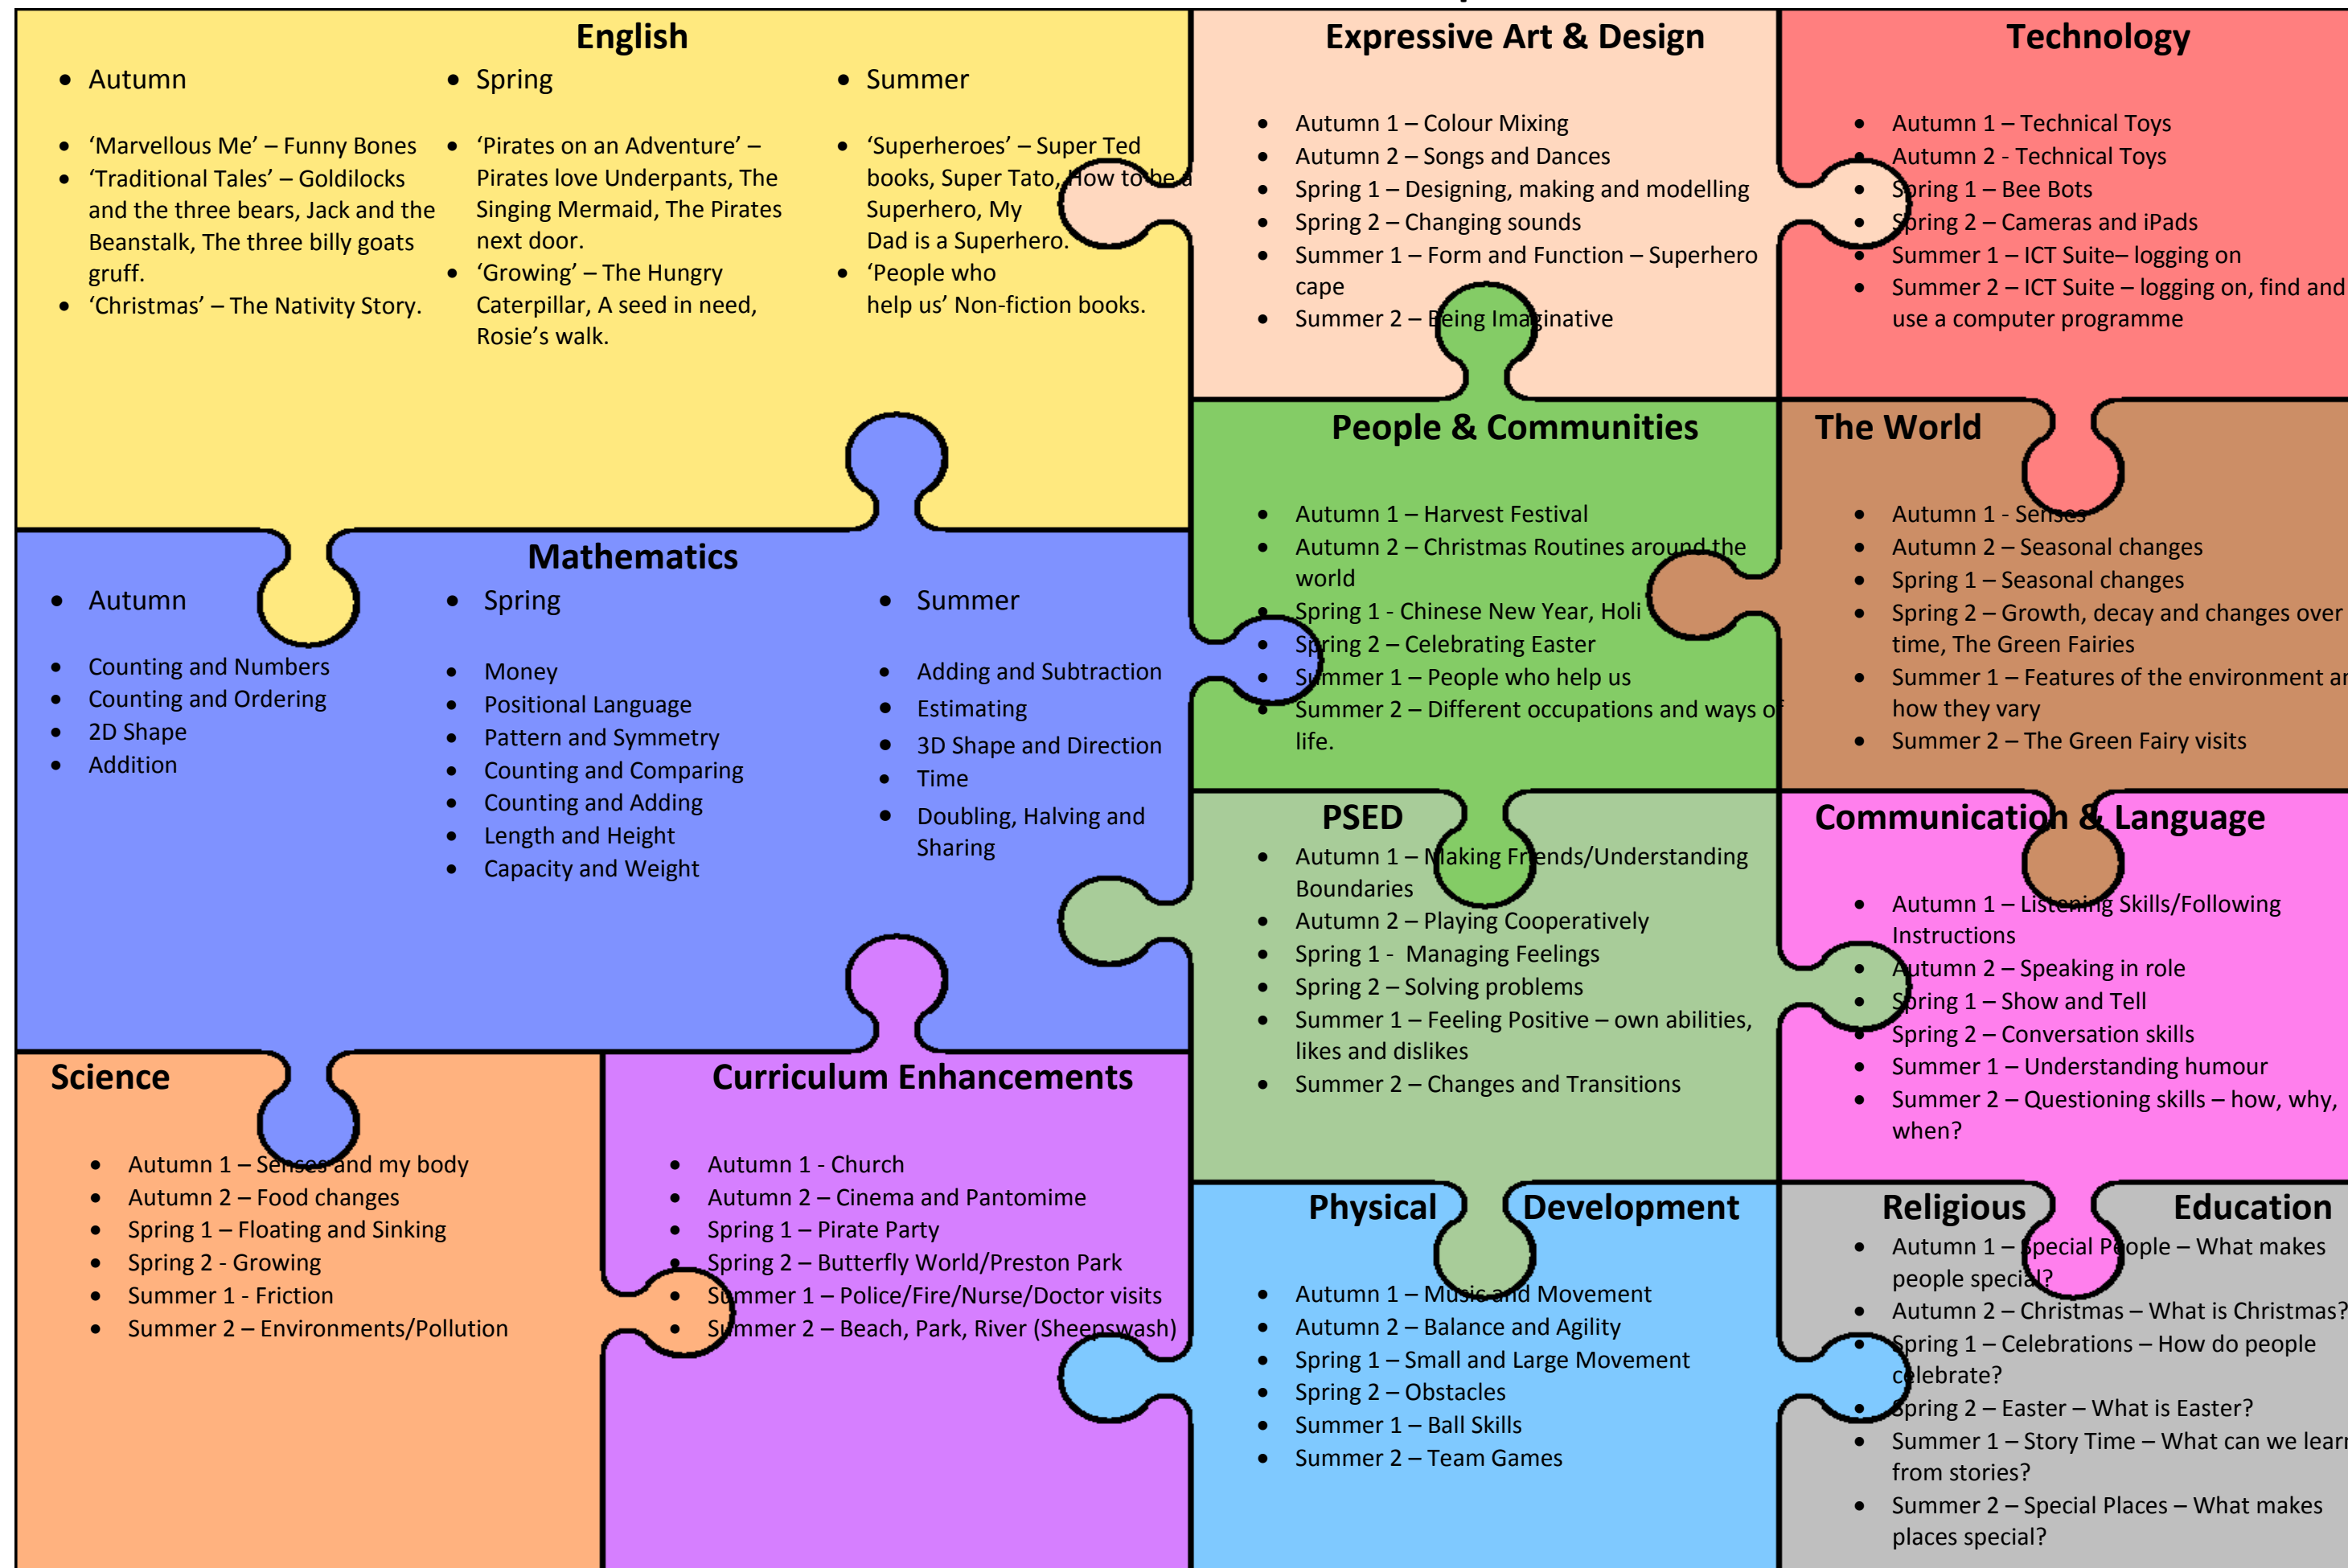 English
• Autumn
• ‘Marvellous Me’ – Funny Bones
• ‘Traditional Tales’ – Goldilocks
and the three bears, Jack and the
Beanstalk, The three billy goats
gruff.
• ‘Christmas’ – The Nativity Story.
• Spring
• ‘Pirates on an Adventure’ –
Pirates love Underpants, The
Singing Mermaid, The Pirates
next door.
• ‘Growing’ – The Hungry
Caterpillar, A seed in need,
Rosie’s walk.
• Summer
• ‘Superheroes’ – Super Ted
books, Super Tato, How to be a
Superhero, My
Dad is a Superhero.
• ‘People who
help us’ Non-fiction books.
Expressive Art & Design
• Autumn 1 – Colour Mixing
• Autumn 2 – Songs and Dances
• Spring 1 – Designing, making and modelling
• Spring 2 – Changing sounds
• Summer 1 – Form and Function – Superhero
cape
• Summer 2 – Being Imaginative
Technology
• Autumn 1 – Technical Toys
• Autumn 2 - Technical Toys
• Spring 1 – Bee Bots
• Spring 2 – Cameras and iPads
• Summer 1 – ICT Suite– logging on
• Summer 2 – ICT Suite – logging on, find and
use a computer programme
Mathematics
• Autumn
• Counting and Numbers
• Counting and Ordering
• 2D Shape
• Addition
• Spring
• Money
• Positional Language
• Pattern and Symmetry
• Counting and Comparing
• Counting and Adding
• Length and Height
• Capacity and Weight
• Summer
• Adding and Subtraction
• Estimating
• 3D Shape and Direction
• Time
• Doubling, Halving and
Sharing
People & Communities
• Autumn 1 – Harvest Festival
• Autumn 2 – Christmas Routines around the
world
• Spring 1 - Chinese New Year, Holi
• Spring 2 – Celebrating Easter
• Summer 1 – People who help us
• Summer 2 – Different occupations and ways of
life.
The World
• Autumn 1 - Senses
• Autumn 2 – Seasonal changes
• Spring 1 – Seasonal changes
• Spring 2 – Growth, decay and changes over
time, The Green Fairies
• Summer 1 – Features of the environment
how they vary
• Summer 2 – The Green Fairy visits
PSED
• Autumn 1 – Making Friends/Understanding
Boundaries
• Autumn 2 – Playing Cooperatively
• Spring 1 - Managing Feelings
• Spring 2 – Solving problems
• Summer 1 – Feeling Positive – own abilities,
likes and dislikes
• Summer 2 – Changes and Transitions
Communication & Language
• Autumn 1 – Listening Skills/Following
Instructions
• Autumn 2 – Speaking in role
• Spring 1 – Show and Tell
• Spring 2 – Conversation skills
• Summer 1 – Understanding humour
• Summer 2 – Questioning skills – how, why,
when?
Science
• Autumn 1 – Senses and my body
• Autumn 2 – Food changes
• Spring 1 – Floating and Sinking
• Spring 2 - Growing
• Summer 1 - Friction
• Summer 2 – Environments/Pollution
Curriculum Enhancements
• Autumn 1 - Church
• Autumn 2 – Cinema and Pantomime
• Spring 1 – Pirate Party
• Spring 2 – Butterfly World/Preston Park
• Summer 1 – Police/Fire/Nurse/Doctor visits
• Summer 2 – Beach, Park, River (Sheepswash)
Physical Development
• Autumn 1 – Music and Movement
• Autumn 2 – Balance and Agility
• Spring 1 – Small and Large Movement
• Spring 2 – Obstacles
• Summer 1 – Ball Skills
• Summer 2 – Team Games
Religious Education
• Autumn 1 – Special People – What makes
people special?
• Autumn 2 – Christmas – What is Christmas?
• Spring 1 – Celebrations – How do people
celebrate?
• Spring 2 – Easter – What is Easter?
• Summer 1 – Story Time – What can we learn
from stories?
• Summer 2 – Special Places – What makes
places special?